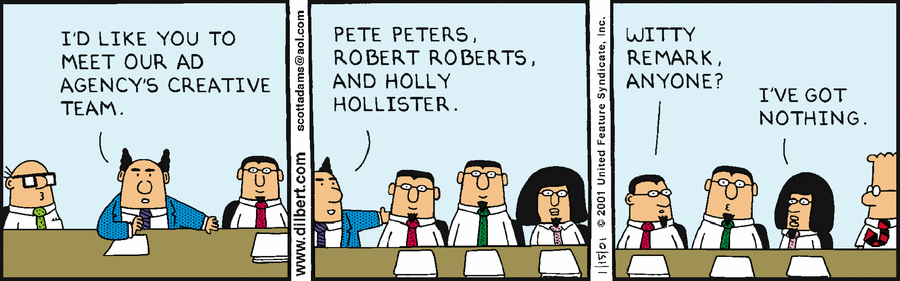 I'D LIKE YOU TO
MEET OUR AD
AGENCY'S CREATIVE
TEAM.
www.dilbert.com scottadams@aol.com
PETE PETERS,
ROBERT ROBERTS,
AND HOLLY
HOLLISTER.
1/15/01 © 2001 United Feature Syndicate, Inc.
WITTY
REMARK,
ANYONE?
I'VE GOT
NOTHING.